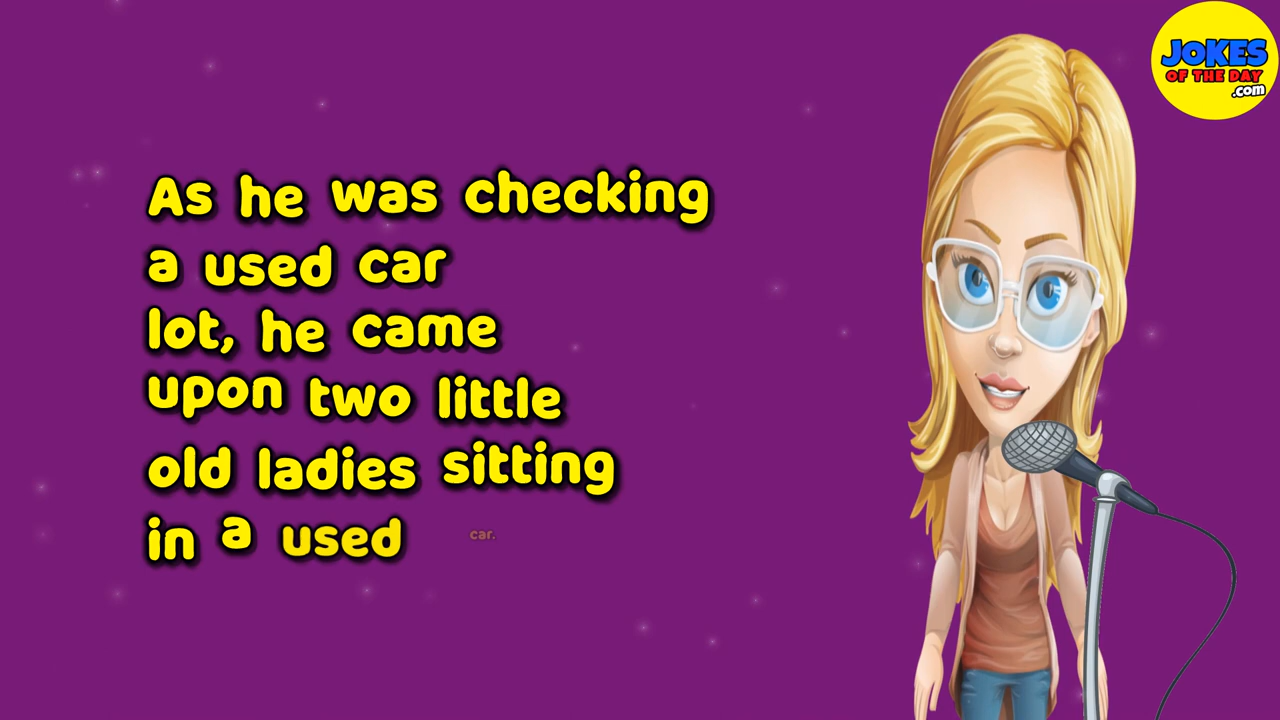 As he was checking
a used car
lot, he came
upon two little
old ladies sitting
in a used car.
JOKES
OF THE DAY
.com